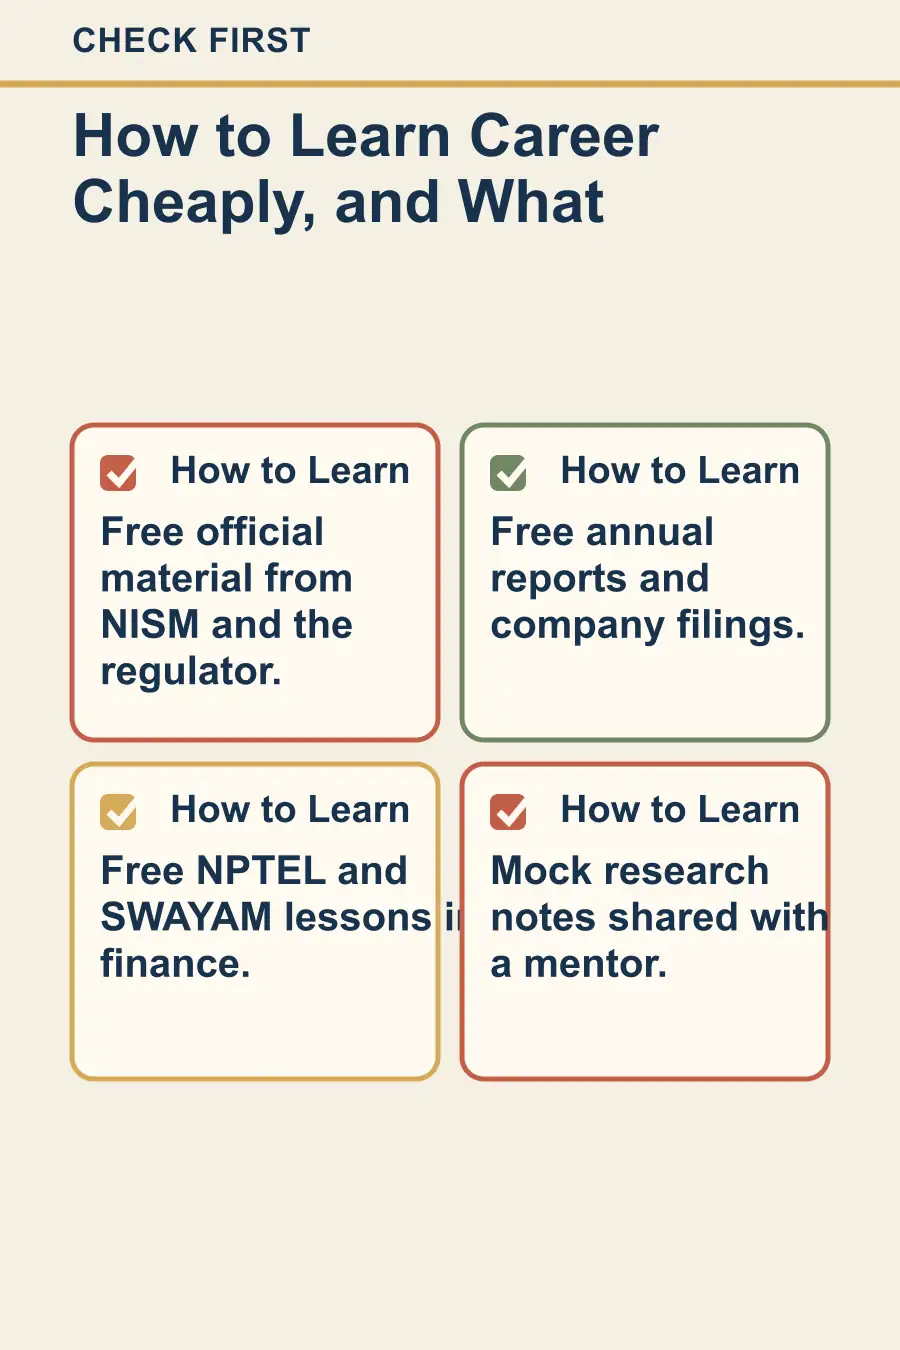 CHECK FIRST
How to Learn Career
Cheaply, and What
How to Learn
Free official
material from
NISM and the
regulator.
How to Learn
Free annual
reports and
company filings.
How to Learn
Free NPTEL and
SWAYAM lessons
finance.
How to Learn
Mock research
notes shared with
a mentor.